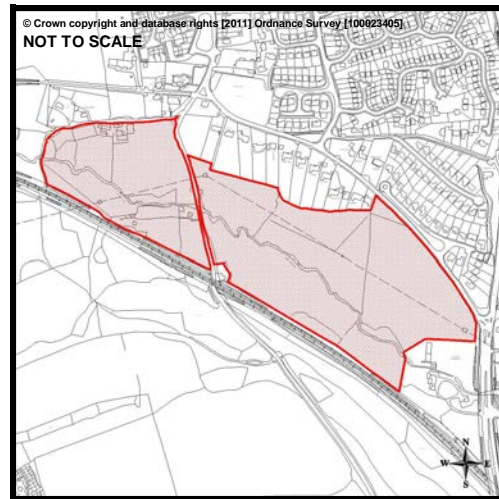 © Crown copyright and database rights [2011] Ordnance Survey [100023405]
NOT TO SCALE
N
W E
S